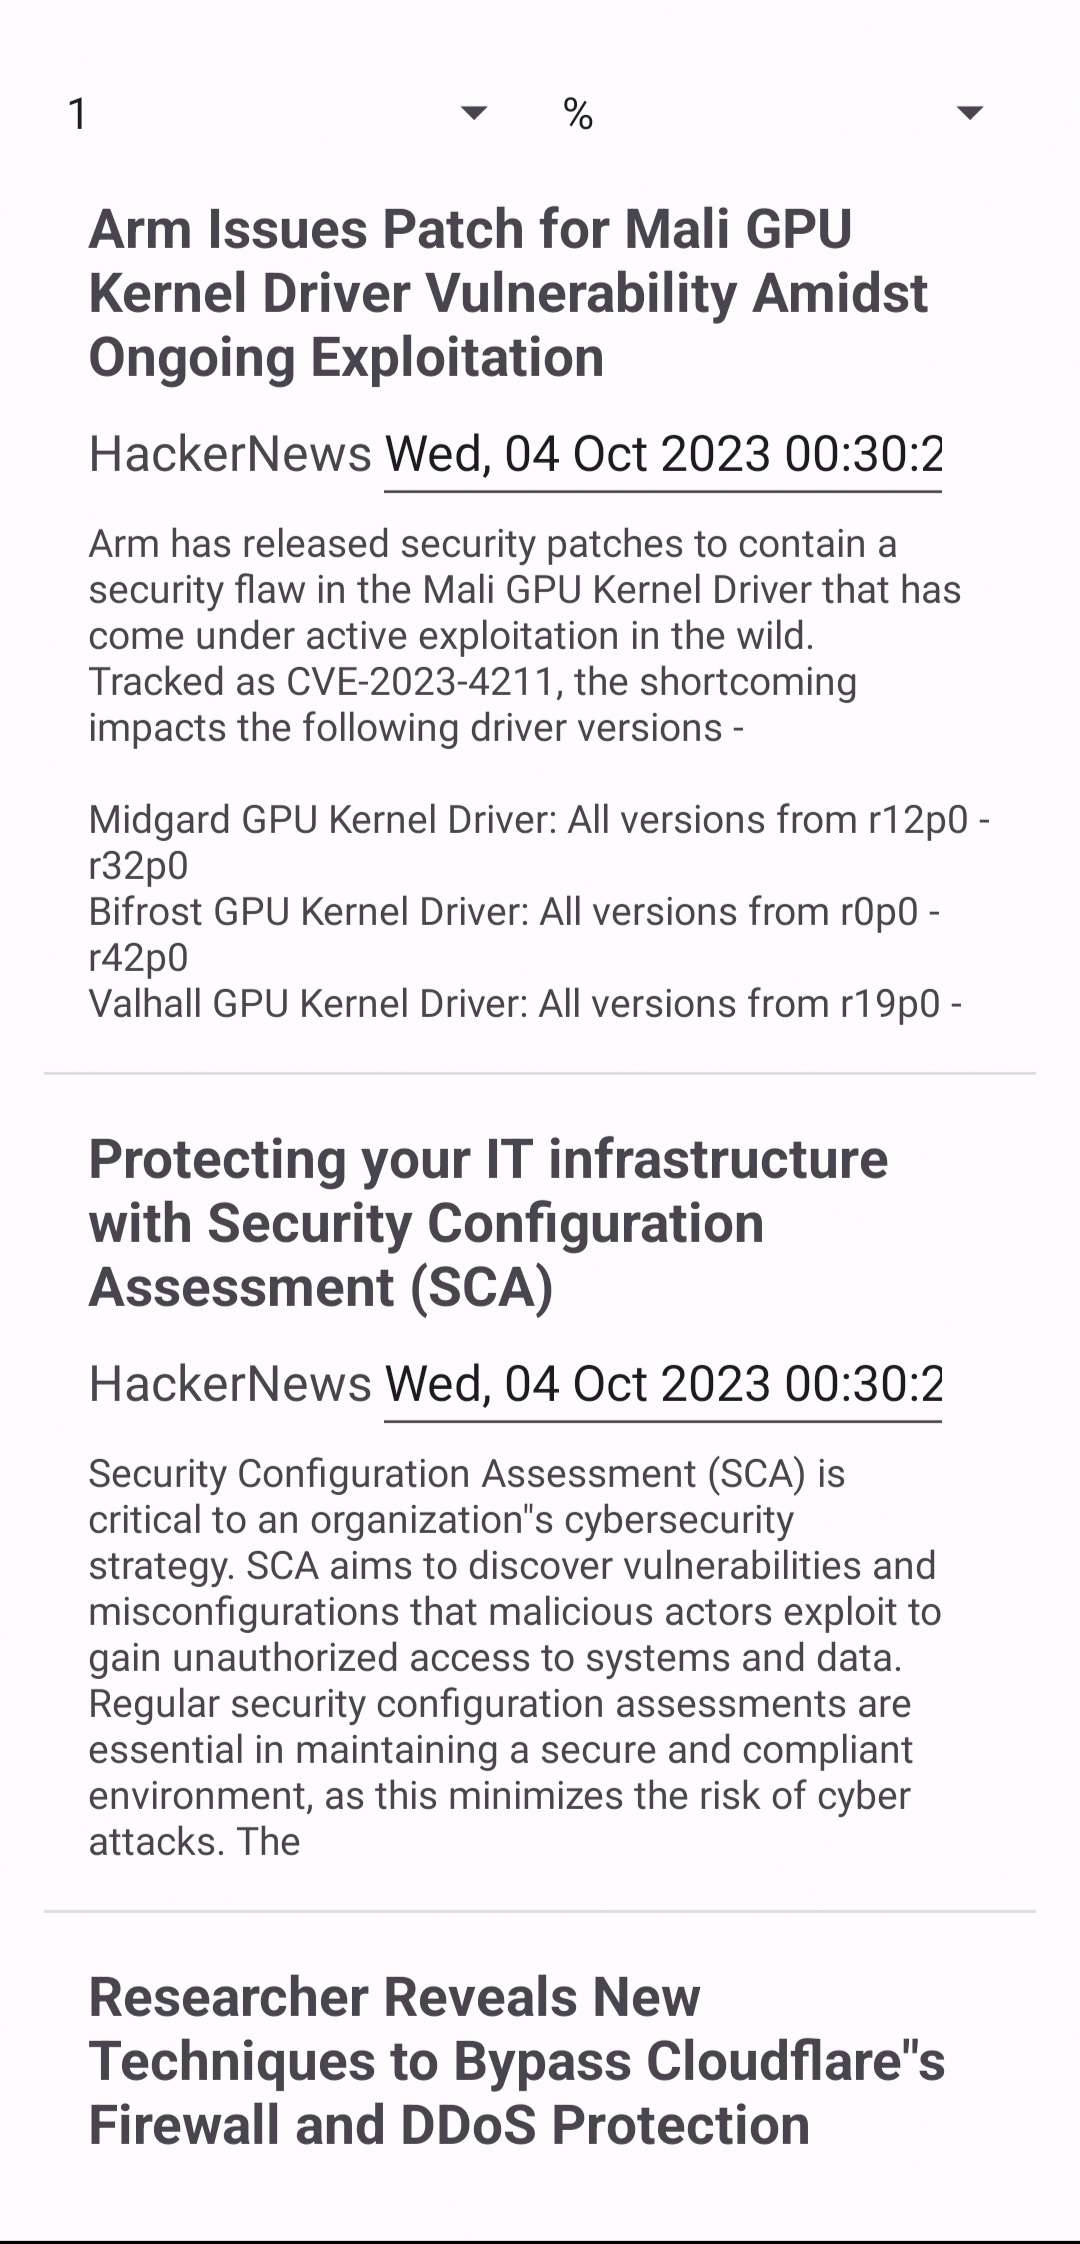 1 %
Arm Issues Patch for Mali GPU
Kernel Driver Vulnerability Amidst
Ongoing Exploitation
HackerNews Wed, 04 Oct 2023 00:30:2
Arm has released security patches to contain a
security flaw in the Mali GPU Kernel Driver that has
come under active exploitation in the wild.
Tracked as CVE-2023-4211, the shortcoming
impacts the following driver versions -
Midgard GPU Kernel Driver: All versions from r12p0 -
r32p0
Bifrost GPU Kernel Driver: All versions from r0p0 -
r42p0
Valhall GPU Kernel Driver: All versions from r19p0 -
Protecting your IT infrastructure
with Security Configuration
Assessment (SCA)
HackerNews Wed, 04 Oct 2023 00:30:2
Security Configuration Assessment (SCA) is
critical to an organization"s cybersecurity
strategy. SCA aims to discover vulnerabilities and
misconfigurations that malicious actors exploit to
gain unauthorized access to systems and data.
Regular security configuration assessments are
essential in maintaining a secure and compliant
environment, as this minimizes the risk of cyber
attacks. The
Researcher Reveals New
Techniques to Bypass Cloudflare"s
Firewall and DDoS Protection